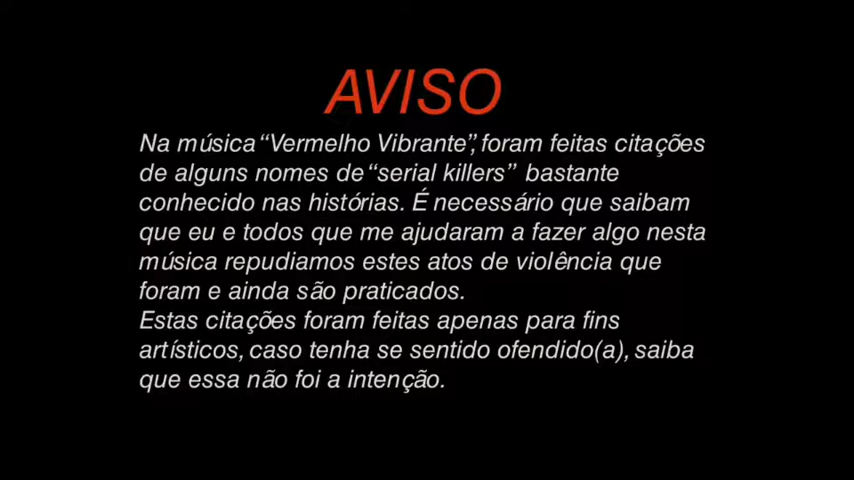 AVISO
Na música “Vermelho Vibrante”, foram feitas citações
de alguns nomes de “serial killers” bastante
conhecido nas histórias. É necessário que saibam
que eu e todos que me ajudaram a fazer algo nesta
música repudiamos estes atos de violência que
foram e ainda são praticados.
Estas citações foram feitas apenas para fins
artísticos, caso tenha se sentido ofendido(a), saiba
que essa não foi a intenção.